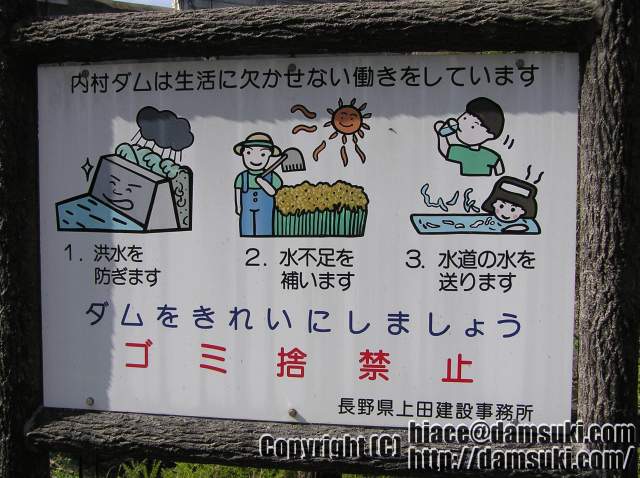 内村ダムは生活に欠かせない働きをしています
1. 洪水を
防ぎます
2. 水不足を
補います
3. 水道の水を
送ります
ダムをきれいにしましょう
ゴミ捨禁止
長野県上田建設事務所
Copyright (C) hiace@damsuki.com
http://damsuki.com/